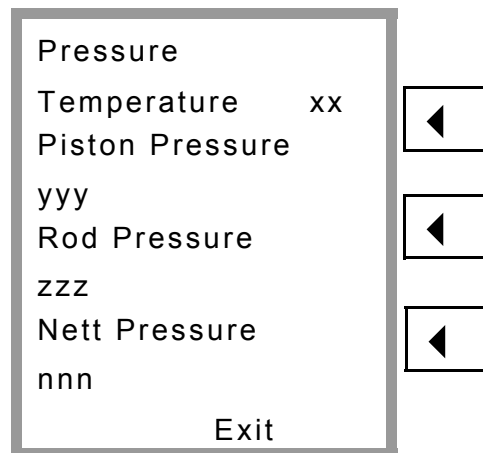 Pressure
Temperature xx
Piston Pressure
yyy
Rod Pressure
zzz
Nett Pressure
nnn
Exit